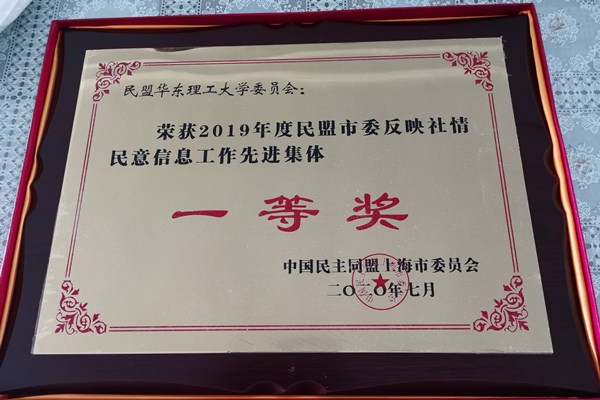 民盟华东理工大学委员会：
荣获2019年度民盟市委反映社情
民意信息工作先进集体
一等奖
中国民主同盟上海市委员会
二〇二〇年七月